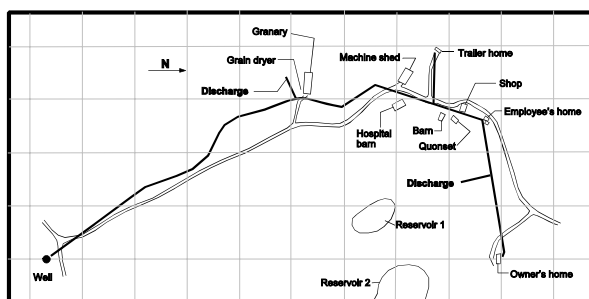 Granary
N
Grain dryer
Discharge
Machine shed
Trailer home
Shop
Employee's home
Hospital
barn
Barn
Quonset
Discharge
Reservoir 1
Well
Reservoir 2
Owner's home